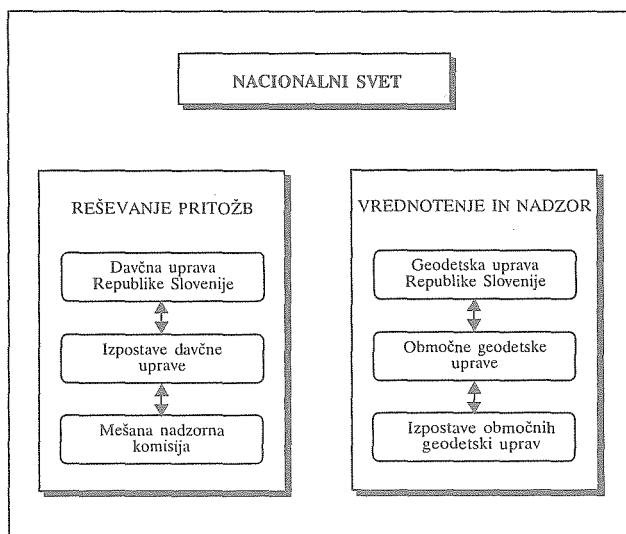 NACIONALNI SVET
REŠEVANJE PRITOŽB
Davčna uprava
Republike Slovenije
Izpostave davčne
uprave
Mešana nadzorna
komisija
VREDNOTENJE IN NADZOR
Geodetska uprava
Republike Slovenije
Območne geodetske
uprave
Izpostave območnih
geodetski uprav